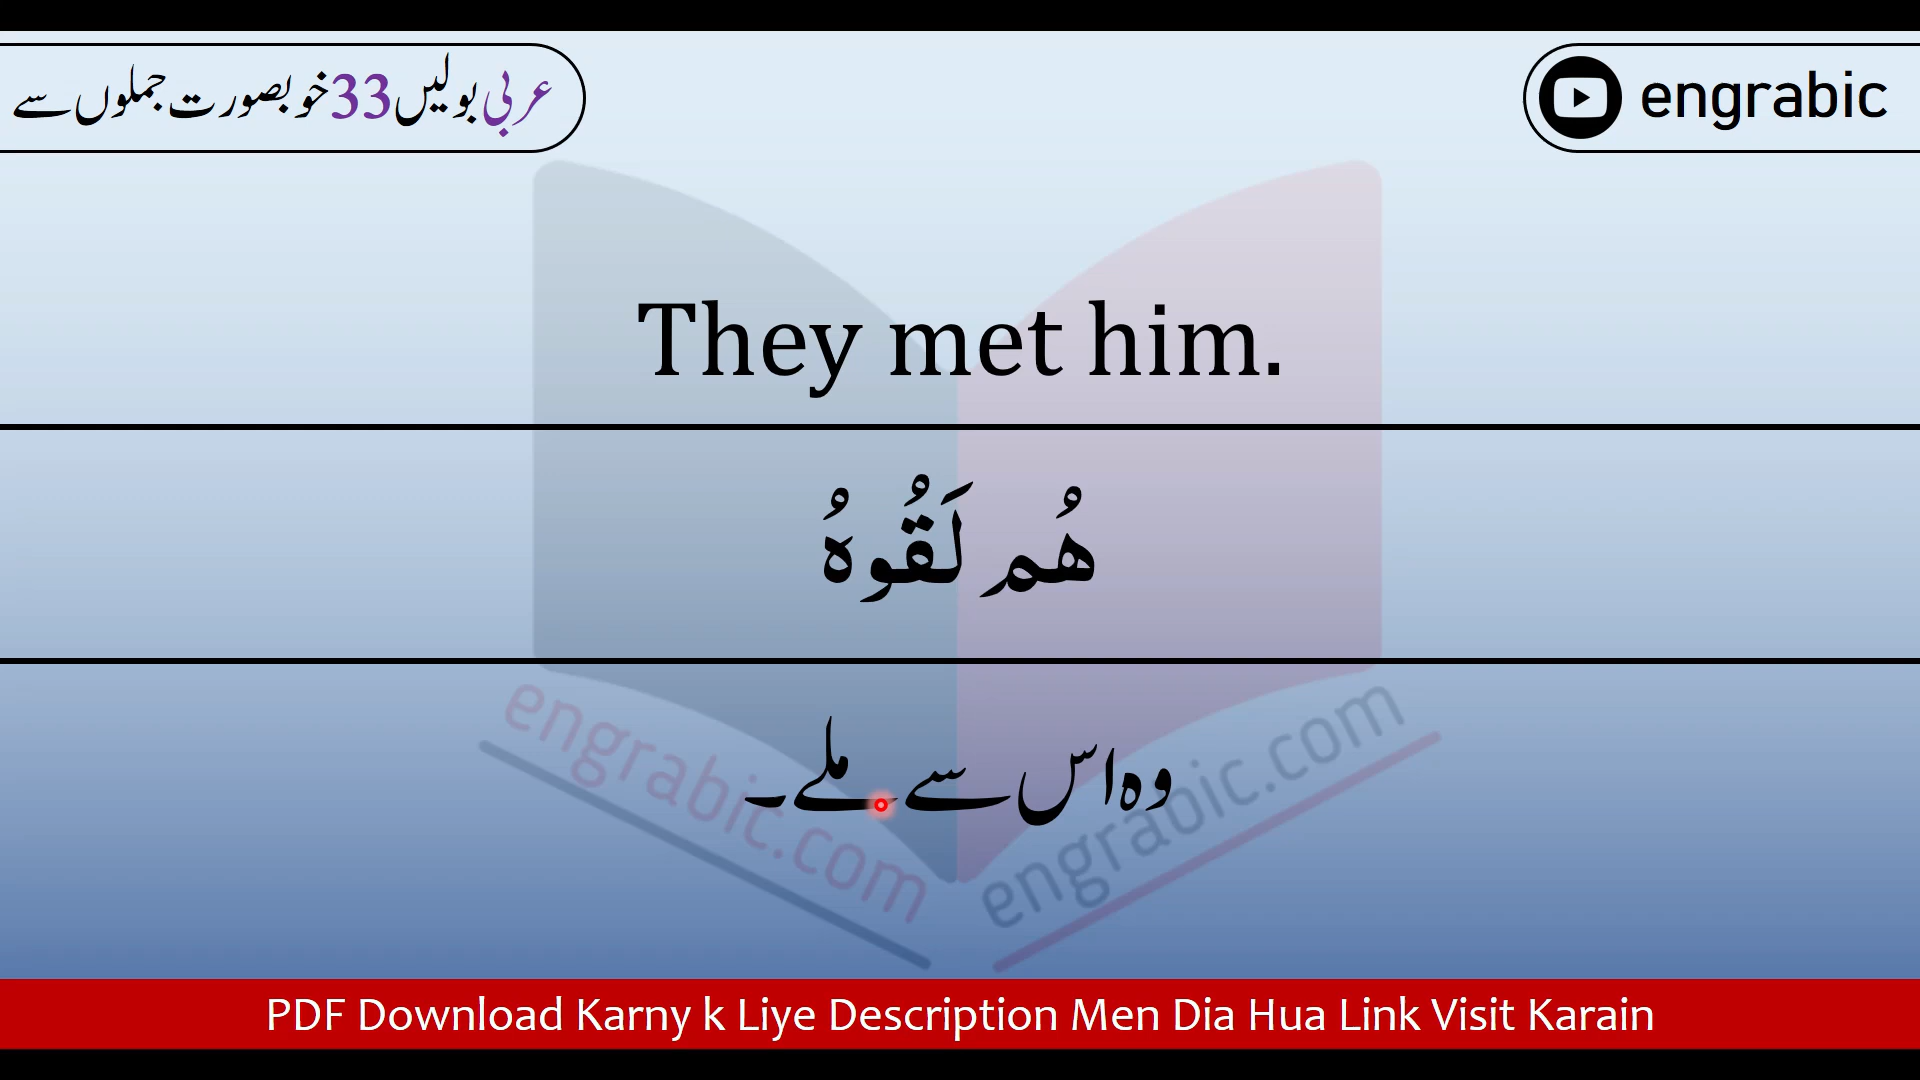 عربی بولیں 33 خوبصورت جملوں سے
engrabic
They met him.
هُم لَقُوهُ
وہ اس سے ملے۔
engrabic.com
engrabic.com
PDF Download Karny k Liye Description Men Dia Hua Link Visit Karain